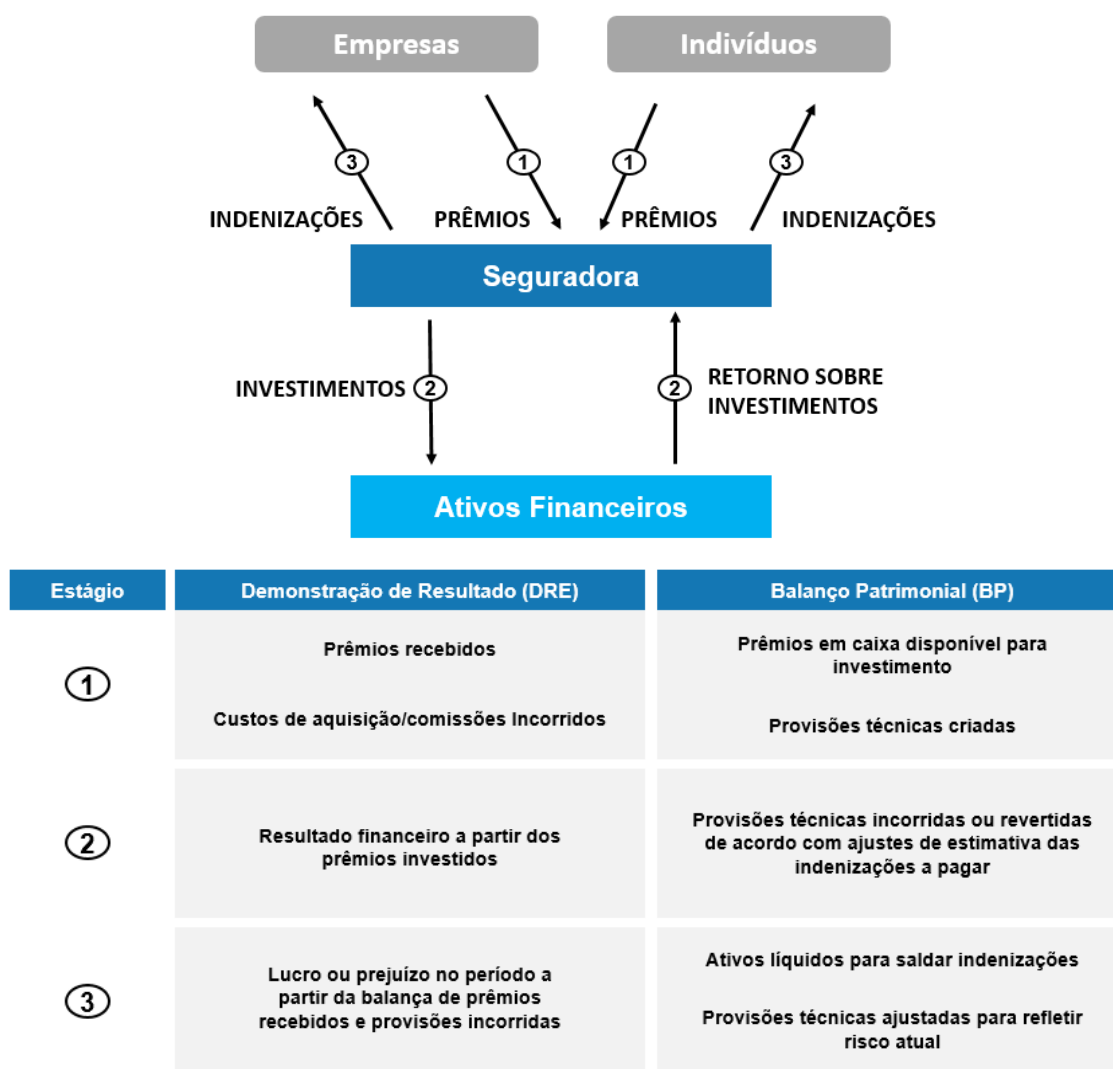 Empresas
Indivíduos
3
1
1
3
INDENIZAÇÕES
PRÊMIOS
PRÊMIOS
INDENIZAÇÕES
Seguradora
INVESTIMENTOS
2
2
RETORNO SOBRE
INVESTIMENTOS
Ativos Financeiros
Estágio
Demonstração de Resultado (DRE)
Balanço Patrimonial (BP)
1
Prêmios recebidos
Custos de aquisição/comissões Incorridos
Prêmios em caixa disponível para
investimento
Provisões técnicas criadas
2
Resultado financeiro a partir dos
prêmios investidos
Provisões técnicas incorridas ou revertidas
de acordo com ajustes de estimativa das
indenizações a pagar
3
Lucro ou prejuízo no período a
partir da balança de prêmios
recebidos e provisões incorridas
Ativos líquidos para saldar indenizações
Provisões técnicas ajustadas para refletir
risco atual